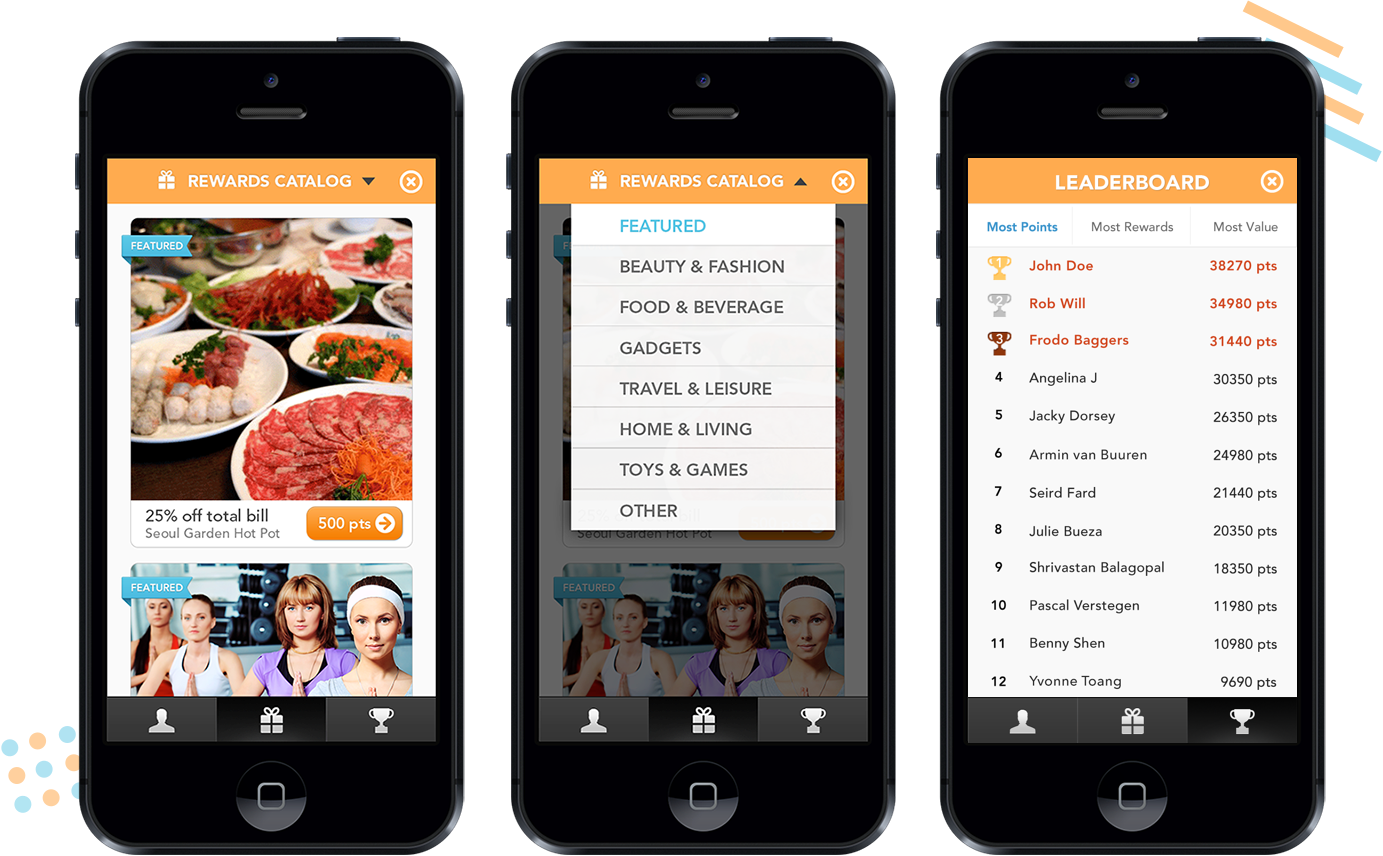 REWARDS CATALOG
FEATURED
25% off total bill
Seoul Garden Hot Pot
500 pts
FEATURED
REWARDS CATALOG
FEATURED
BEAUTY & FASHION
FOOD & BEVERAGE
GADGETS
TRAVEL & LEISURE
HOME & LIVING
TOYS & GAMES
OTHER
25% off total bill
Seoul Garden Hot Pot
FEATURED
LEADERBOARD
Most Points Most Rewards Most Value
1 John Doe 38270 pts
2 Rob Will 34980 pts
3 Frodo Baggers 31440 pts
4 Angelina J 30350 pts
5 Jacky Dorsey 26350 pts
6 Armin van Buuren 24980 pts
7 Seird Fard 21440 pts
8 Julie Bueza 20350 pts
9 Shrivastan Balagopal 18350 pts
10 Pascal Verstegen 11980 pts
11 Benny Shen 10980 pts
12 Yvonne Toang 9690 pts